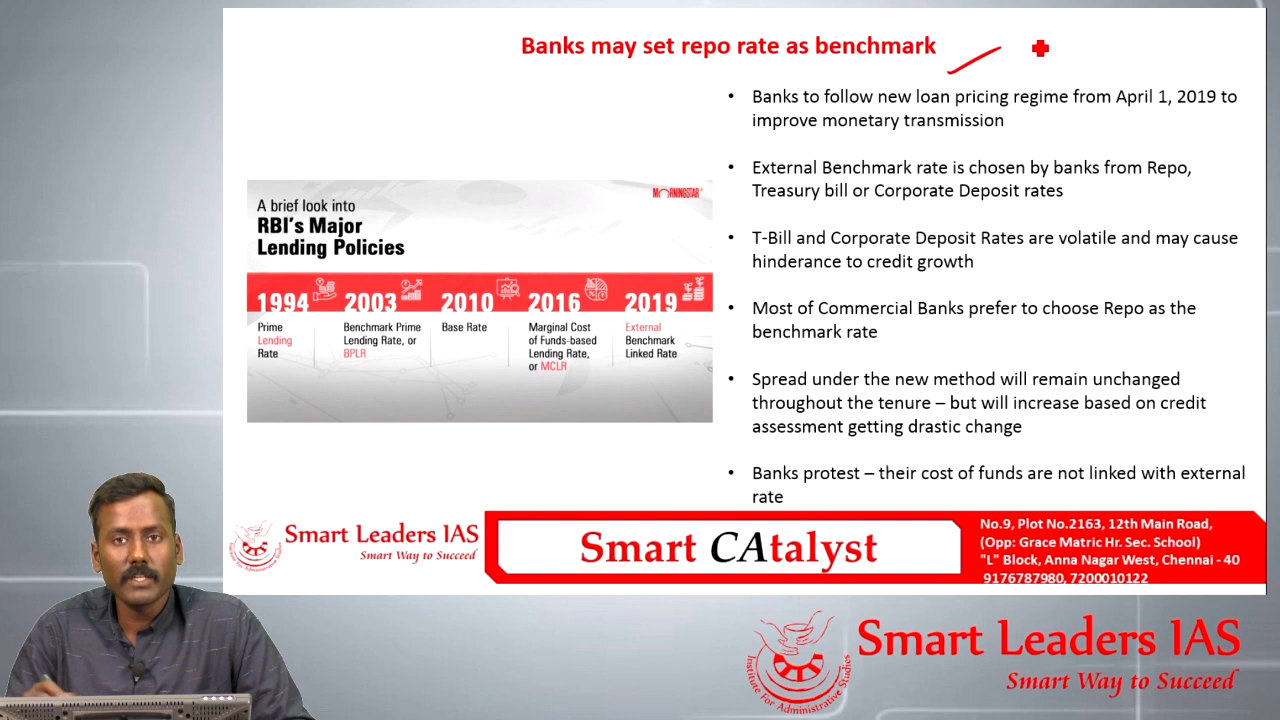 Banks may set repo rate as benchmark
• Banks to follow new loan pricing regime from April 1, 2019 to
improve monetary transmission
• External Benchmark rate is chosen by banks from Repo,
Treasury bill or Corporate Deposit rates
• T-Bill and Corporate Deposit Rates are volatile and may cause
hinderance to credit growth
• Most of Commercial Banks prefer to choose Repo as the
benchmark rate
• Spread under the new method will remain unchanged
throughout the tenure – but will increase based on credit
assessment getting drastic change
• Banks protest – their cost of funds are not linked with external
rate
MORNINGSTAR
A brief look into
RBI's Major
Lending Policies
1994 2003 2010 2016 2019
Prime
Lending
Rate
Benchmark Prime
Lending Rate, or
BPLR
Base Rate
Marginal Cost
of Funds-based
Lending Rate,
or MCLR
External
Benchmark
Linked Rate
Smart Leaders IAS
Smart Way to Succeed
Smart CAtalyst
No.9, Plot No.2163, 12th Main Road,
(Opp: Grace Matric Hr. Sec. School)
"L" Block, Anna Nagar West, Chennai - 40
9176787980, 7200010122
Institute For Administrative Studies
Smart Leaders IAS
Smart Way to Succeed